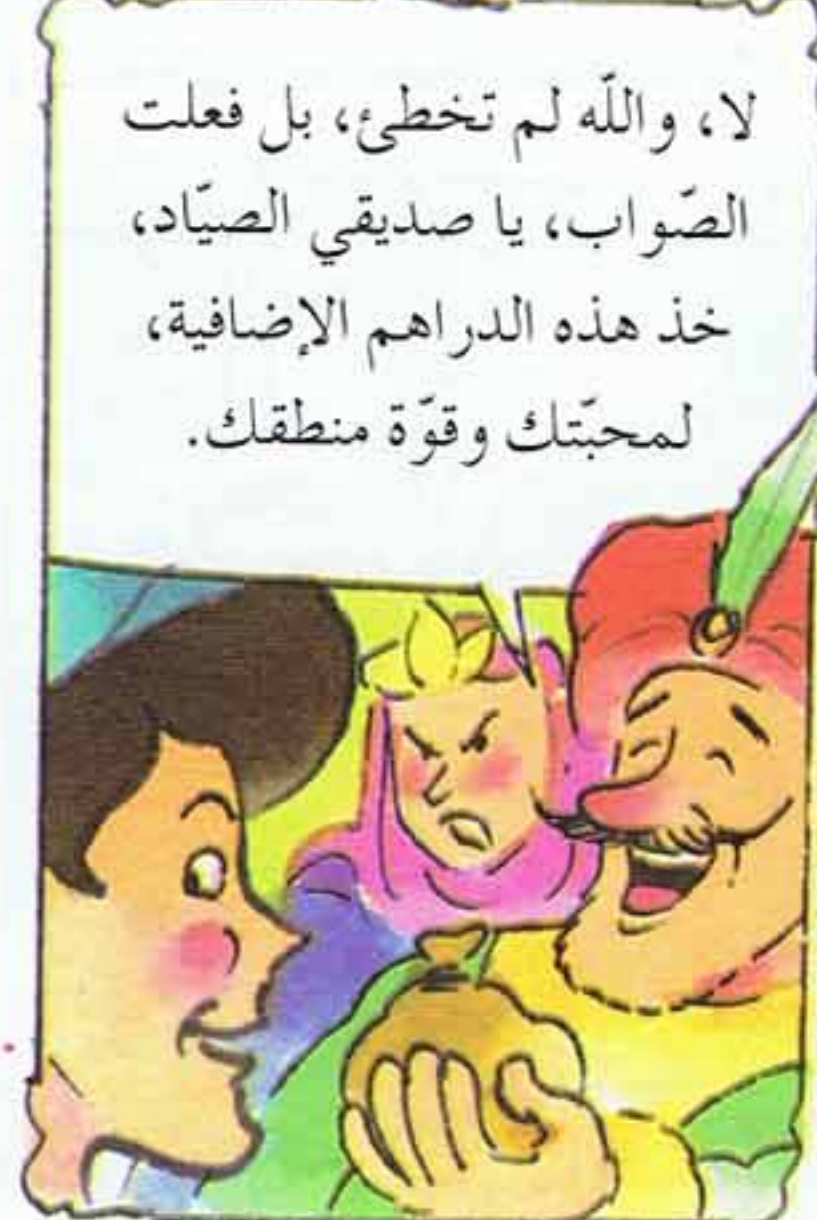 لا، والله لم تخطئ، بل فعلت
الصّواب، يا صديقي الصيّاد،
خذ هذه الدراهم الإضافية،
لمحبّتك وقوّة منطقك.